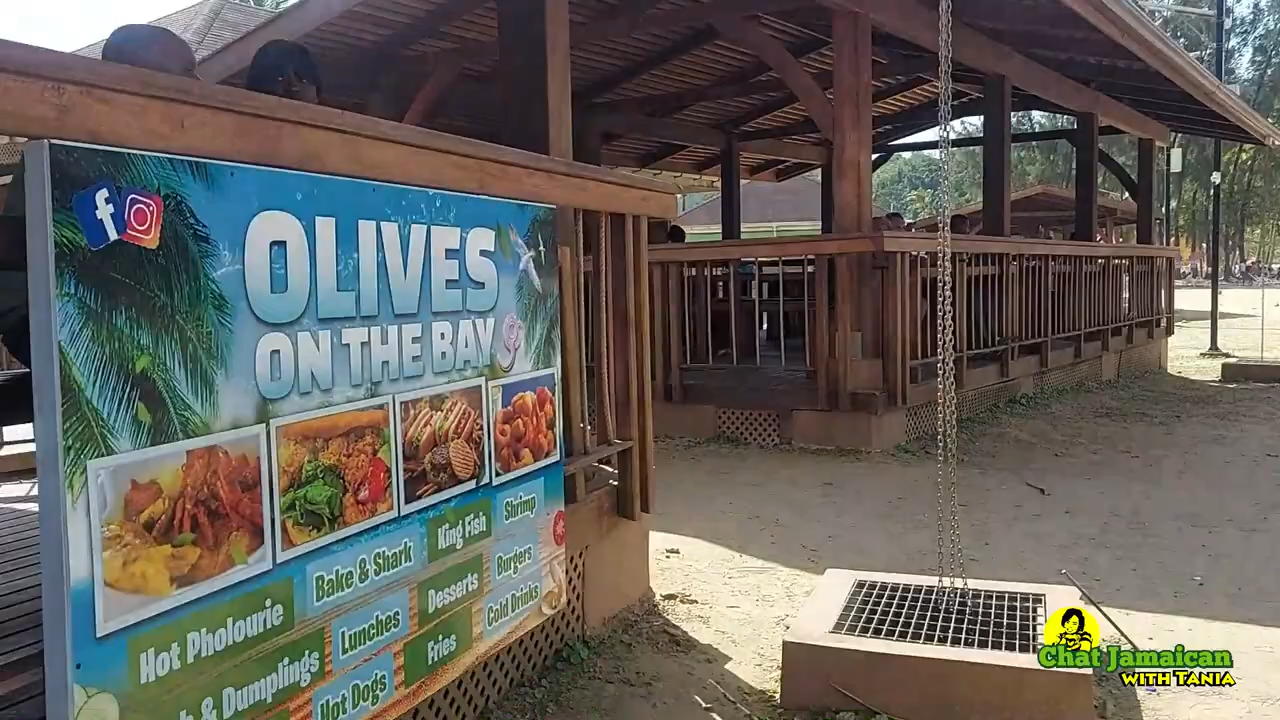 f
OLIVES
ON THE BAY
Hot Pholourie
Bake & Shark
King Fish
Shrimp
& Dumplings
Lunches
Desserts
Burgers
Hot Dogs
Fries
Cold Drinks
Chat Jamaican
WITH TANIA